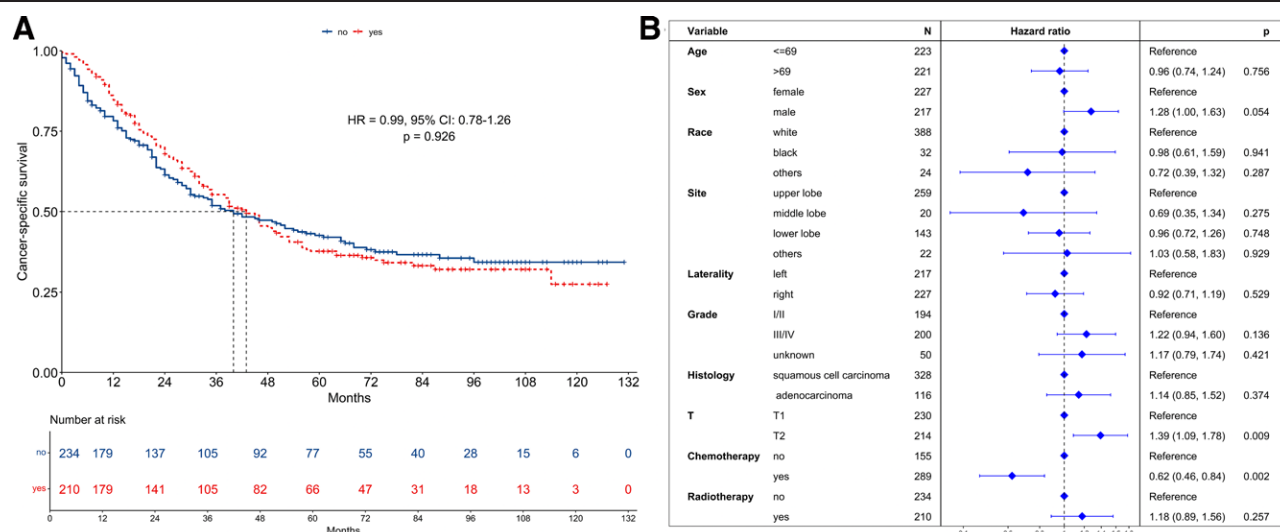 A
no yes
1.00
0.75
0.50
0.25
0.00
Cancer-specific survival
HR = 0.99, 95% CI: 0.78-1.26
p = 0.926
0 12 24 36 48 60 72 84 96 108 120 132
Months
Number at risk
no 234 179 137 105 92 77 55 40 28 15 6 0
yes 210 179 141 105 82 66 47 31 18 13 3 0
0 12 24 36 48 60 72 84 96 108 120 132
Months
B
Variable N Hazard ratio p
Age <=69 223 Reference
>69 221 0.96 (0.74, 1.24) 0.756
Sex female 227 Reference
male 217 1.28 (1.00, 1.63) 0.054
Race white 388 Reference
black 32 0.98 (0.61, 1.59) 0.941
others 24 0.72 (0.39, 1.32) 0.287
Site upper lobe 259 Reference
middle lobe 20 0.69 (0.35, 1.34) 0.275
lower lobe 143 0.96 (0.72, 1.26) 0.748
others 22 1.03 (0.58, 1.83) 0.929
Laterality left 217 Reference
right 227 0.92 (0.71, 1.19) 0.529
Grade I/II 194 Reference
III/IV 200 1.22 (0.94, 1.60) 0.136
unknown 50 1.17 (0.79, 1.74) 0.421
Histology squamous cell carcinoma 328 Reference
adenocarcinoma 116 1.14 (0.85, 1.52) 0.374
T T1 230 Reference
T2 214 1.39 (1.09, 1.78) 0.009
Chemotherapy no 155 Reference
yes 289 0.62 (0.46, 0.84) 0.002
Radiotherapy no 234 Reference
yes 210 1.18 (0.89, 1.56) 0.257